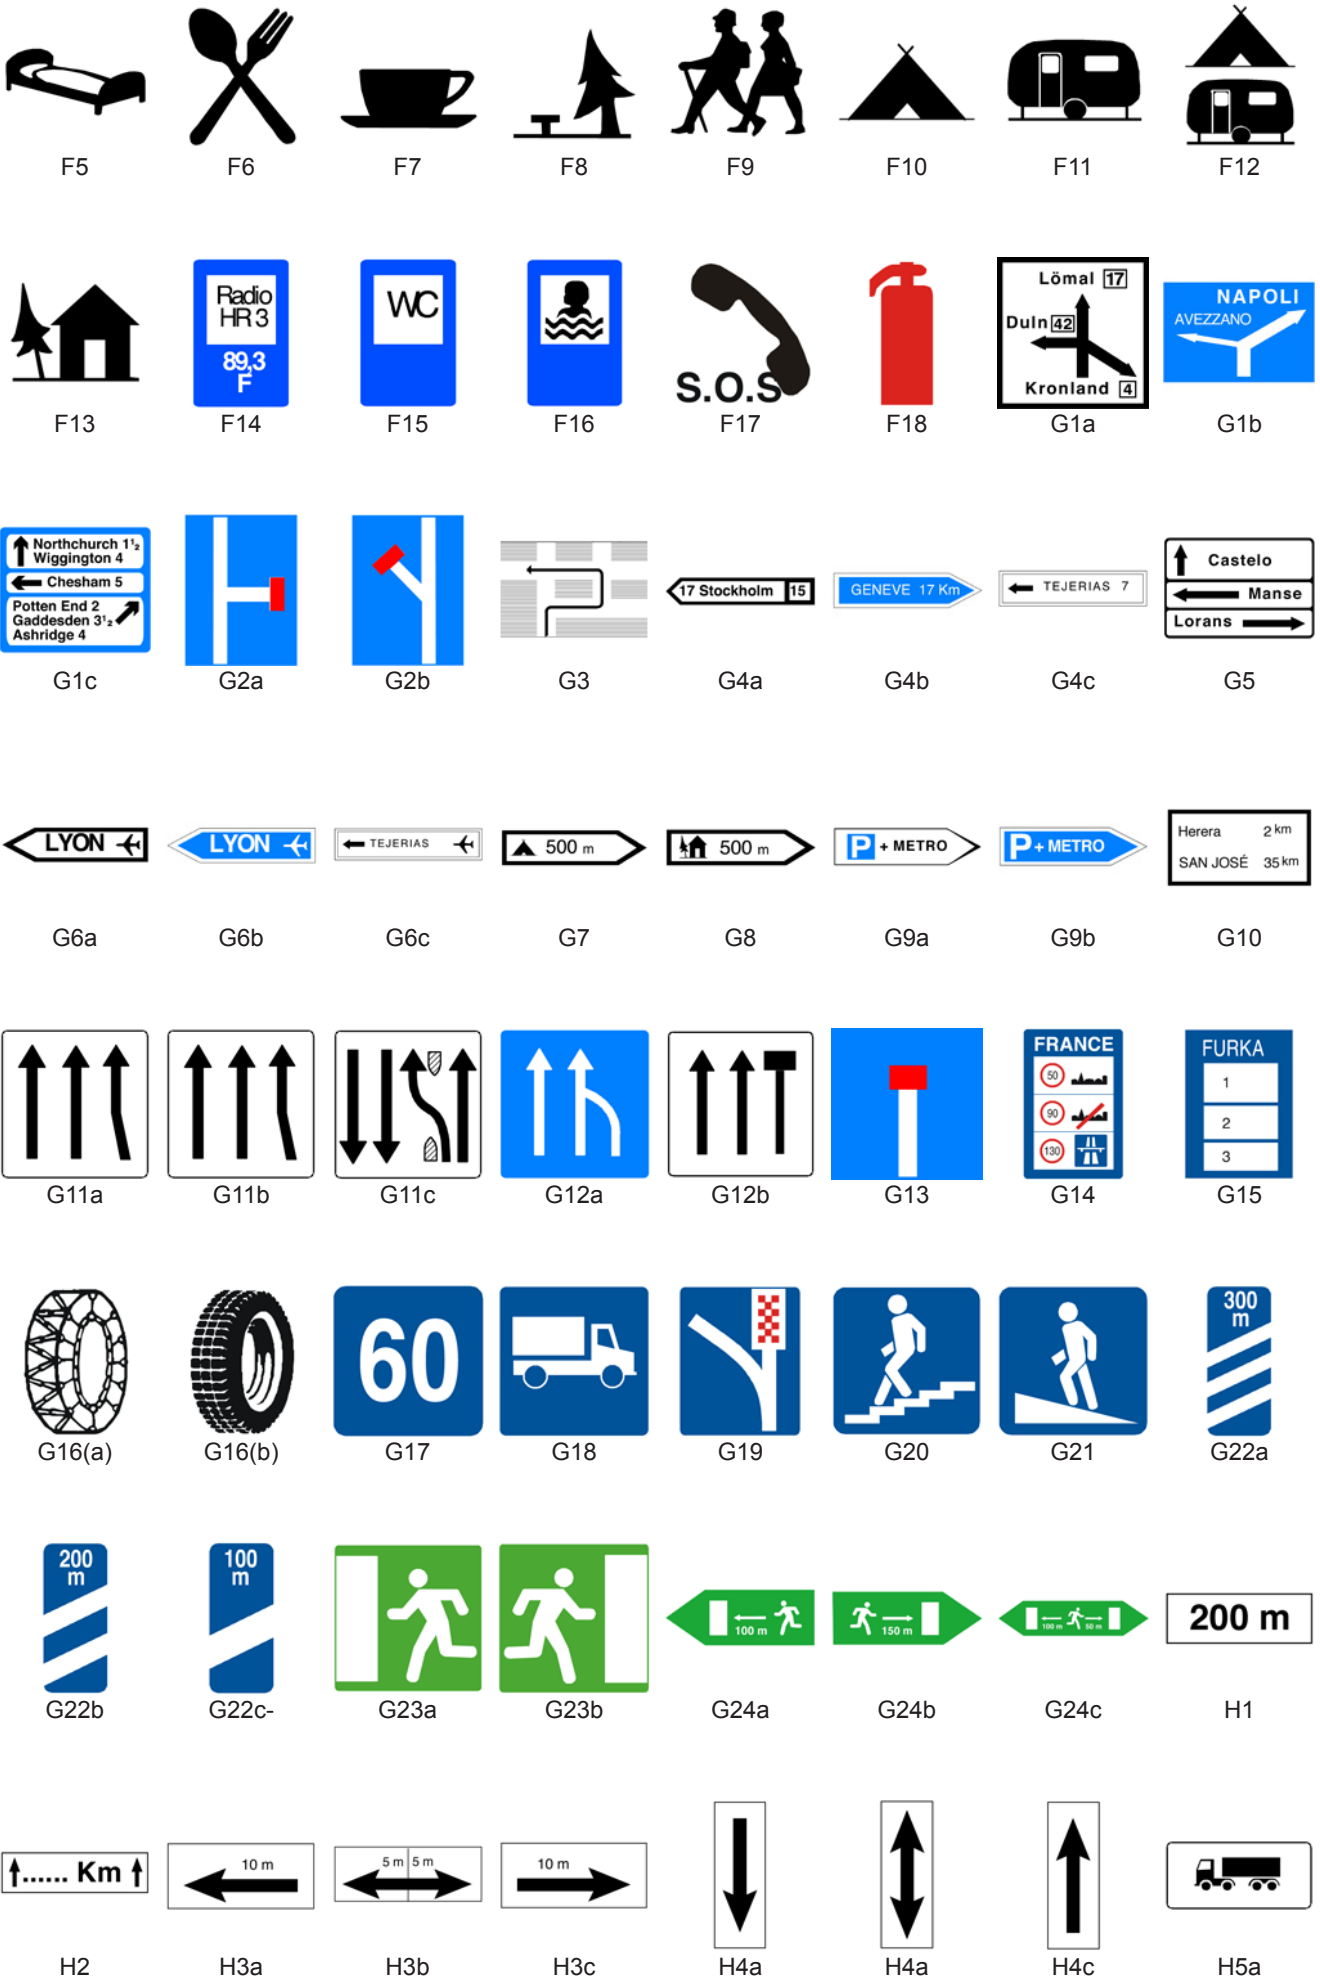 F5 F6 F7 F8 F9 F10 F11 F12
Radio
HR 3
89,3
F
WC
S.O.S
Lömal 17
Duln 42
Kronland 4
NAPOLI
AVEZZANO
F13 F14 F15 F16 F17 F18 G1a G1b
Northchurch 1½
Wiggington 4
Chesham 5
Potten End 2
Gaddesden 3½
Ashridge 4
17 Stockholm 15
GENEVE 17 Km
TEJERIAS 7
Castelo
Manse
Lorans
G1c G2a G2b G3 G4a G4b G4c G5
LYON
LYON
TEJERIAS
500 m
500 m
P + METRO
P + METRO
Herera 2 km
SAN JOSÉ 35 km
G6a G6b G6c G7 G8 G9a G9b G10
FRANCE
50
90
130
FURKA
1
2
3
G11a G11b G11c G12a G12b G13 G14 G15
60
300
m
G16(a) G16(b) G17 G18 G19 G20 G21 G22a
200
m
100
m
100 m
150 m
100 m 50 m
200 m
G22b G22c- G23a G23b G24a G24b G24c H1
...... Km
10 m
5 m 5 m
10 m
H2 H3a H3b H3c H4a H4a H4c H5a